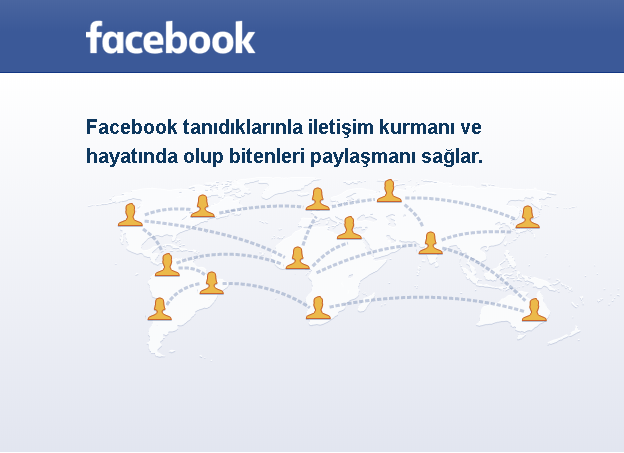 facebook
Facebook tanıdıklarınla iletişim kurmanı ve
hayatında olup bitenleri paylaşmanı sağlar.